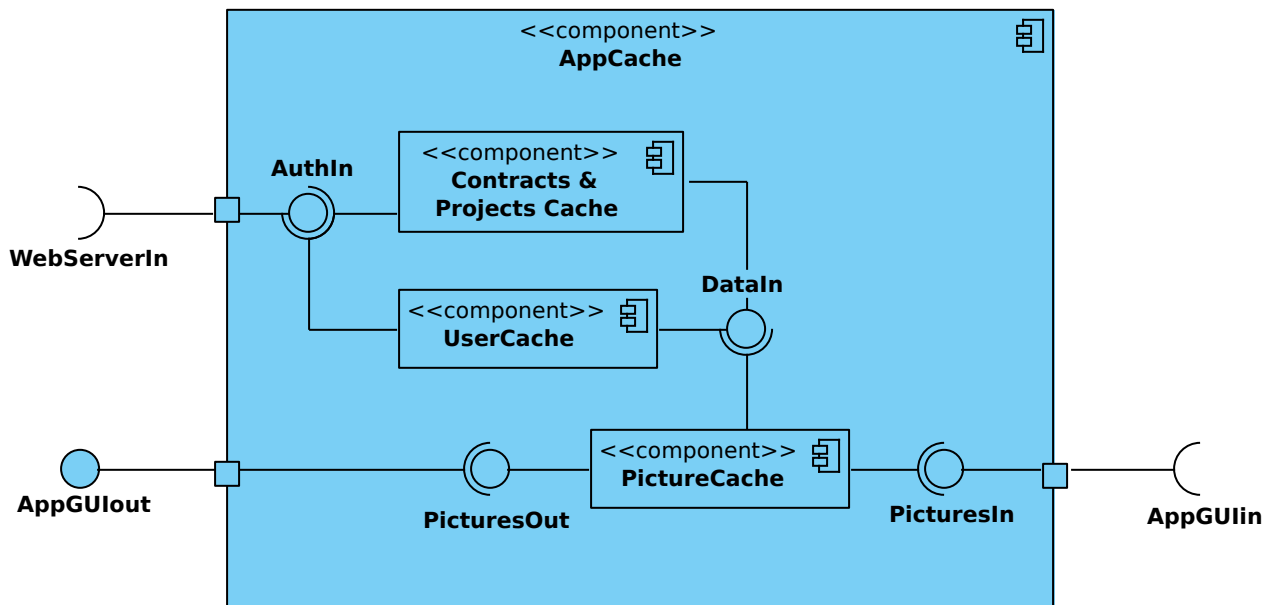 <<component>>
AppCache
AuthIn
<<component>>
Contracts &
Projects Cache
WebServerIn
DataIn
<<component>>
UserCache
<<component>>
PictureCache
AppGUIout
PicturesOut
PicturesIn
AppGUIin